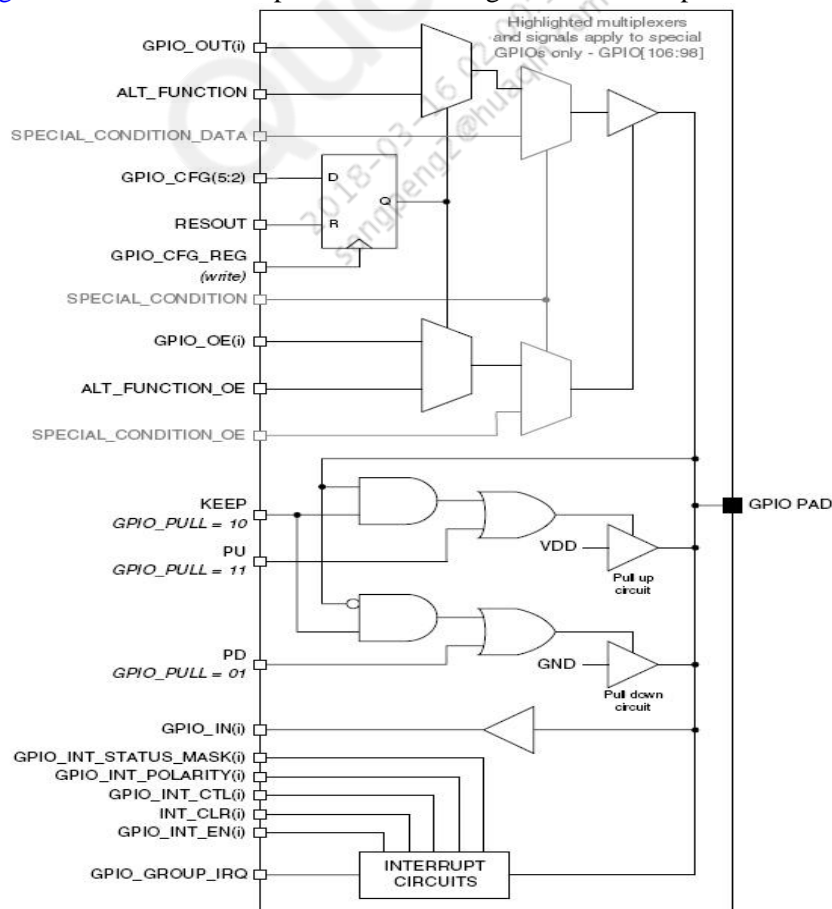 Highlighted multiplexers
and signals apply to special
GPIOs only - GPIO[106:98]
GPIO_OUT(i)
ALT_FUNCTION
SPECIAL_CONDITION_DATA
GPIO_CFG(5:2)
D
Q
RESOUT
R
GPIO_CFG_REG
(write)
SPECIAL_CONDITION
GPIO_OE(i)
ALT_FUNCTION_OE
SPECIAL_CONDITION_OE
KEEP
GPIO_PULL = 10
GPIO PAD
PU
GPIO_PULL = 11
VDD
Pull up
circuit
PD
GPIO_PULL = 01
GND
Pull down
circuit
GPIO_IN(i)
GPIO_INT_STATUS_MASK(i)
GPIO_INT_POLARITY(i)
GPIO_INT_CTL(i)
INT_CLR(i)
GPIO_INT_EN(i)
GPIO_GROUP_IRQ
INTERRUPT
CIRCUITS